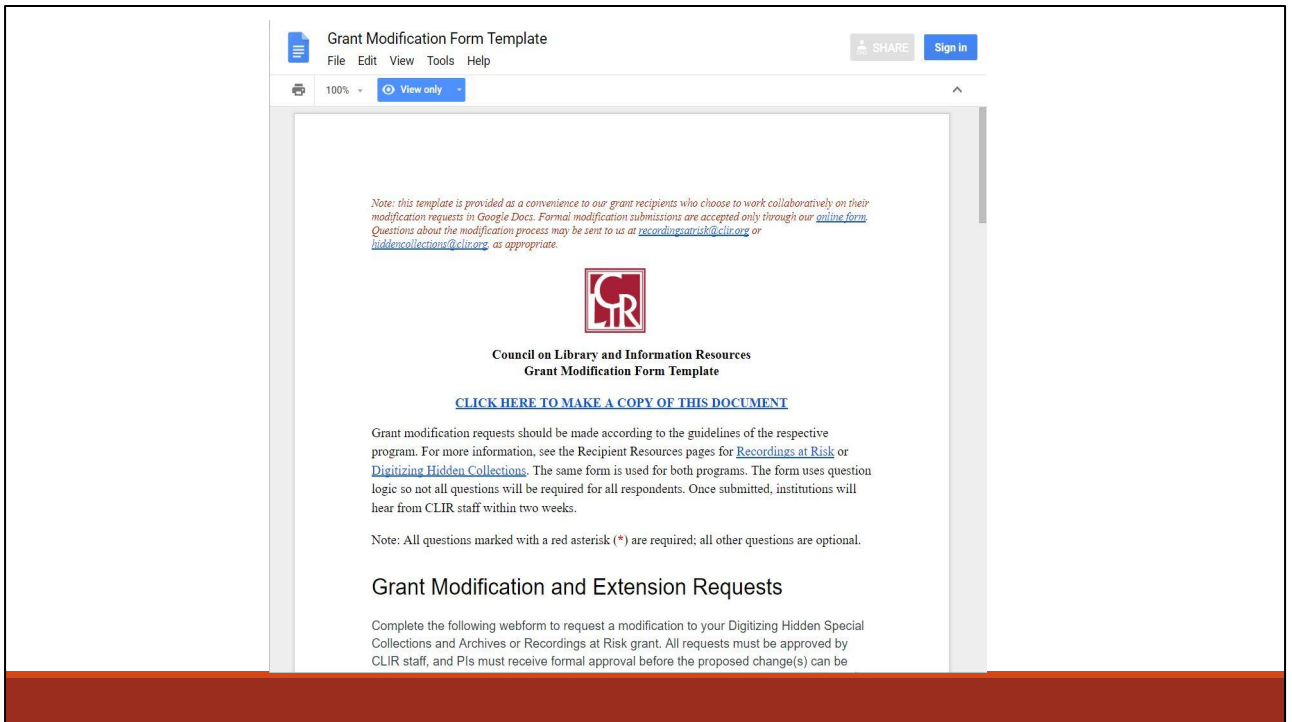 Grant Modification Form Template
SHARE
Sign in
File Edit View Tools Help
100%
View only
Note: this template is provided as a convenience to our grant recipients who choose to work collaboratively on their
modification requests in Google Docs. Formal modification submissions are accepted only through our online form.
Questions about the modification process may be sent to us at recordingsatrisk@clir.org or
hiddencollections@clir.org, as appropriate.
CLIR
Council on Library and Information Resources
Grant Modification Form Template
CLICK HERE TO MAKE A COPY OF THIS DOCUMENT
Grant modification requests should be made according to the guidelines of the respective
program. For more information, see the Recipient Resources pages for Recordings at Risk or
Digitizing Hidden Collections. The same form is used for both programs. The form uses question
logic so not all questions will be required for all respondents. Once submitted, institutions will
hear from CLIR staff within two weeks.
Note: All questions marked with a red asterisk (*) are required; all other questions are optional.
Grant Modification and Extension Requests
Complete the following webform to request a modification to your Digitizing Hidden Special
Collections and Archives or Recordings at Risk grant. All requests must be approved by
CLIR staff, and PIs must receive formal approval before the proposed change(s) can be